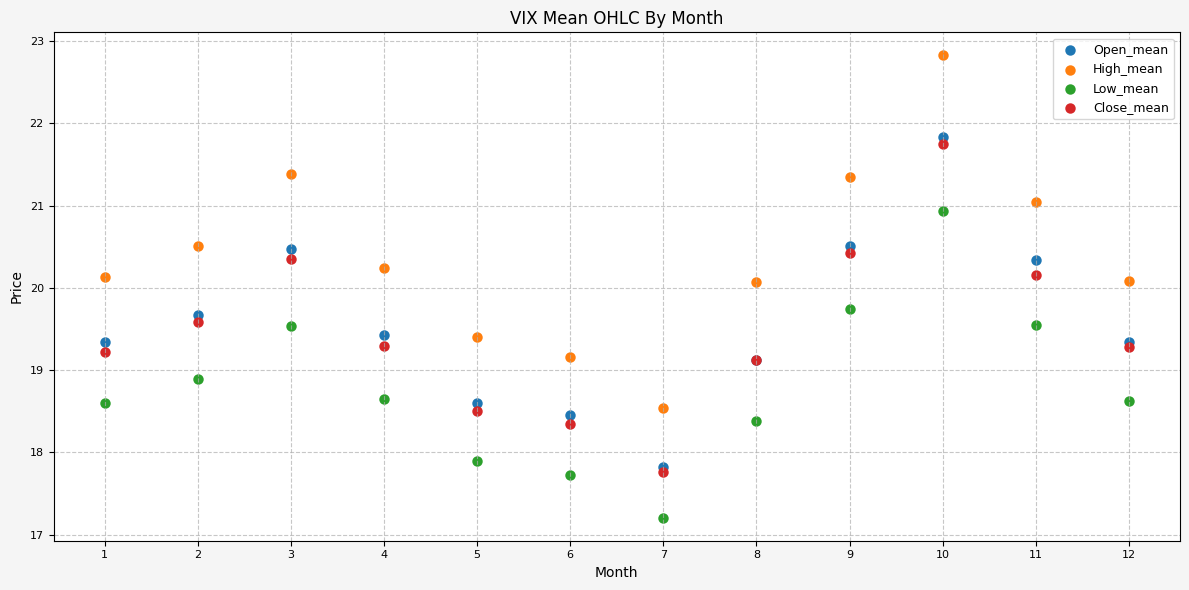 VIX Mean OHLC By Month
Open_mean
High_mean
Low_mean
Close_mean
Price
23
22
21
20
19
18
17
1 2 3 4 5 6 7 8 9 10 11 12
Month